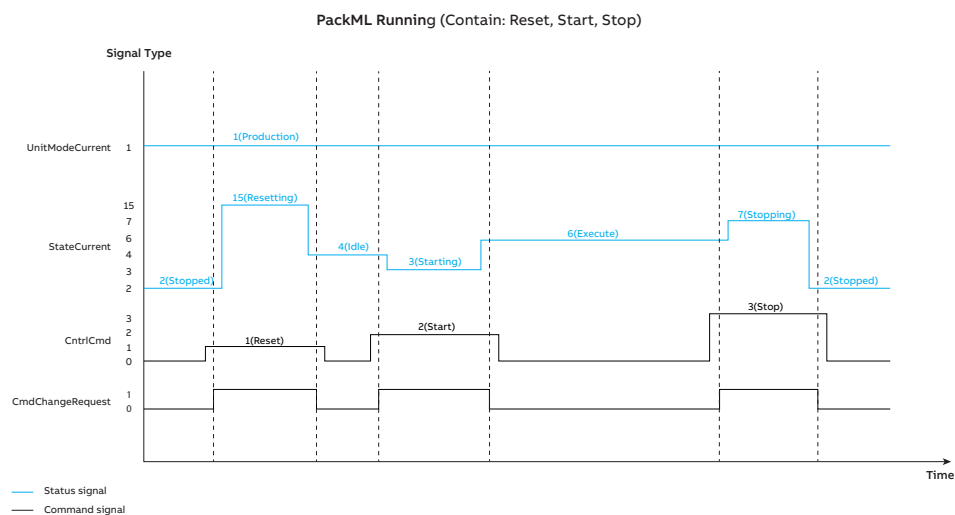 PackML Running (Contain: Reset, Start, Stop)
Signal Type
1(Production)
UnitModeCurrent 1
15(Resetting)
15
7
7(Stopping)
6
6(Execute)
StateCurrent
4(Idle)
4
3(Starting)
3
2(Stopped)
2(Stopped)
2
3
3(Stop)
2
2(Start)
CntrlCmd
1(Reset)
1
0
1
CmdChangeRequest
0
Time
Status signal
Command signal